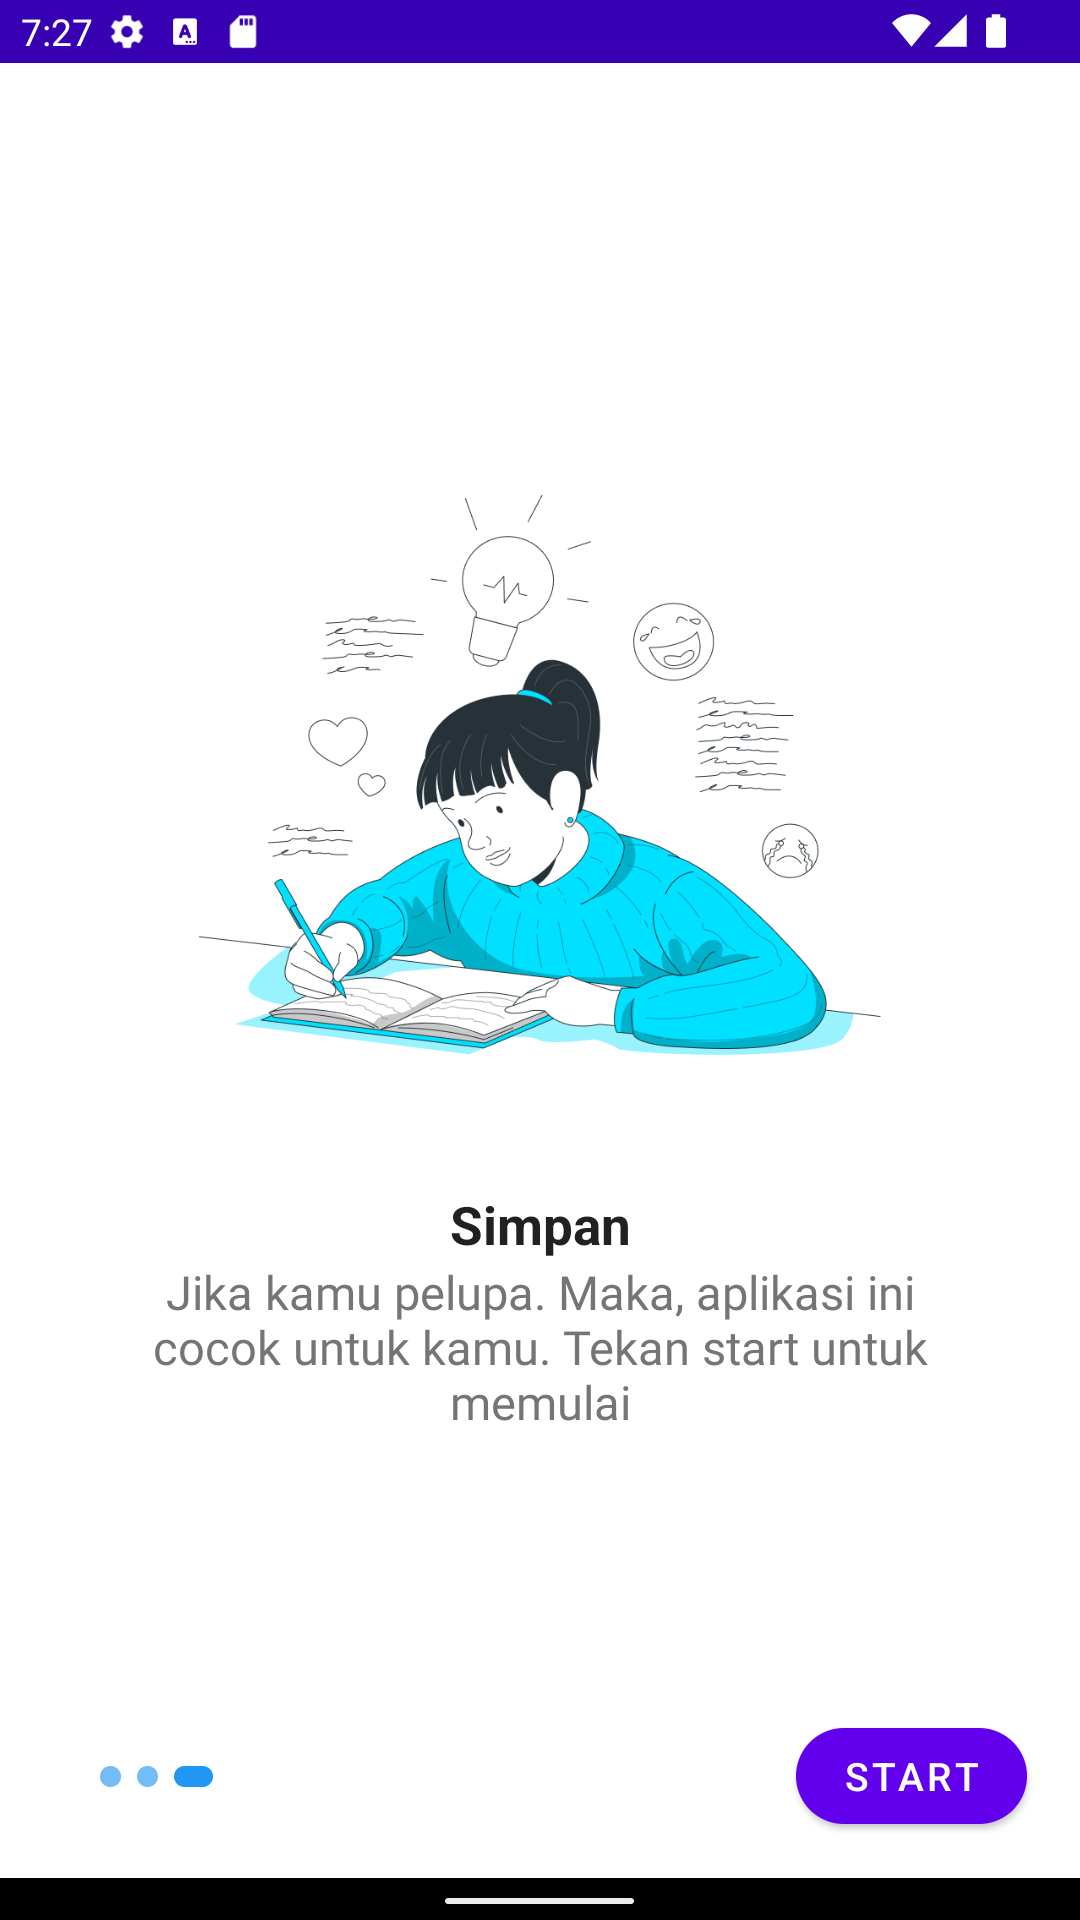 7:27
Simpan
Jika kamu pelupa. Maka, aplikasi ini
cocok untuk kamu. Tekan start untuk
memulai
START